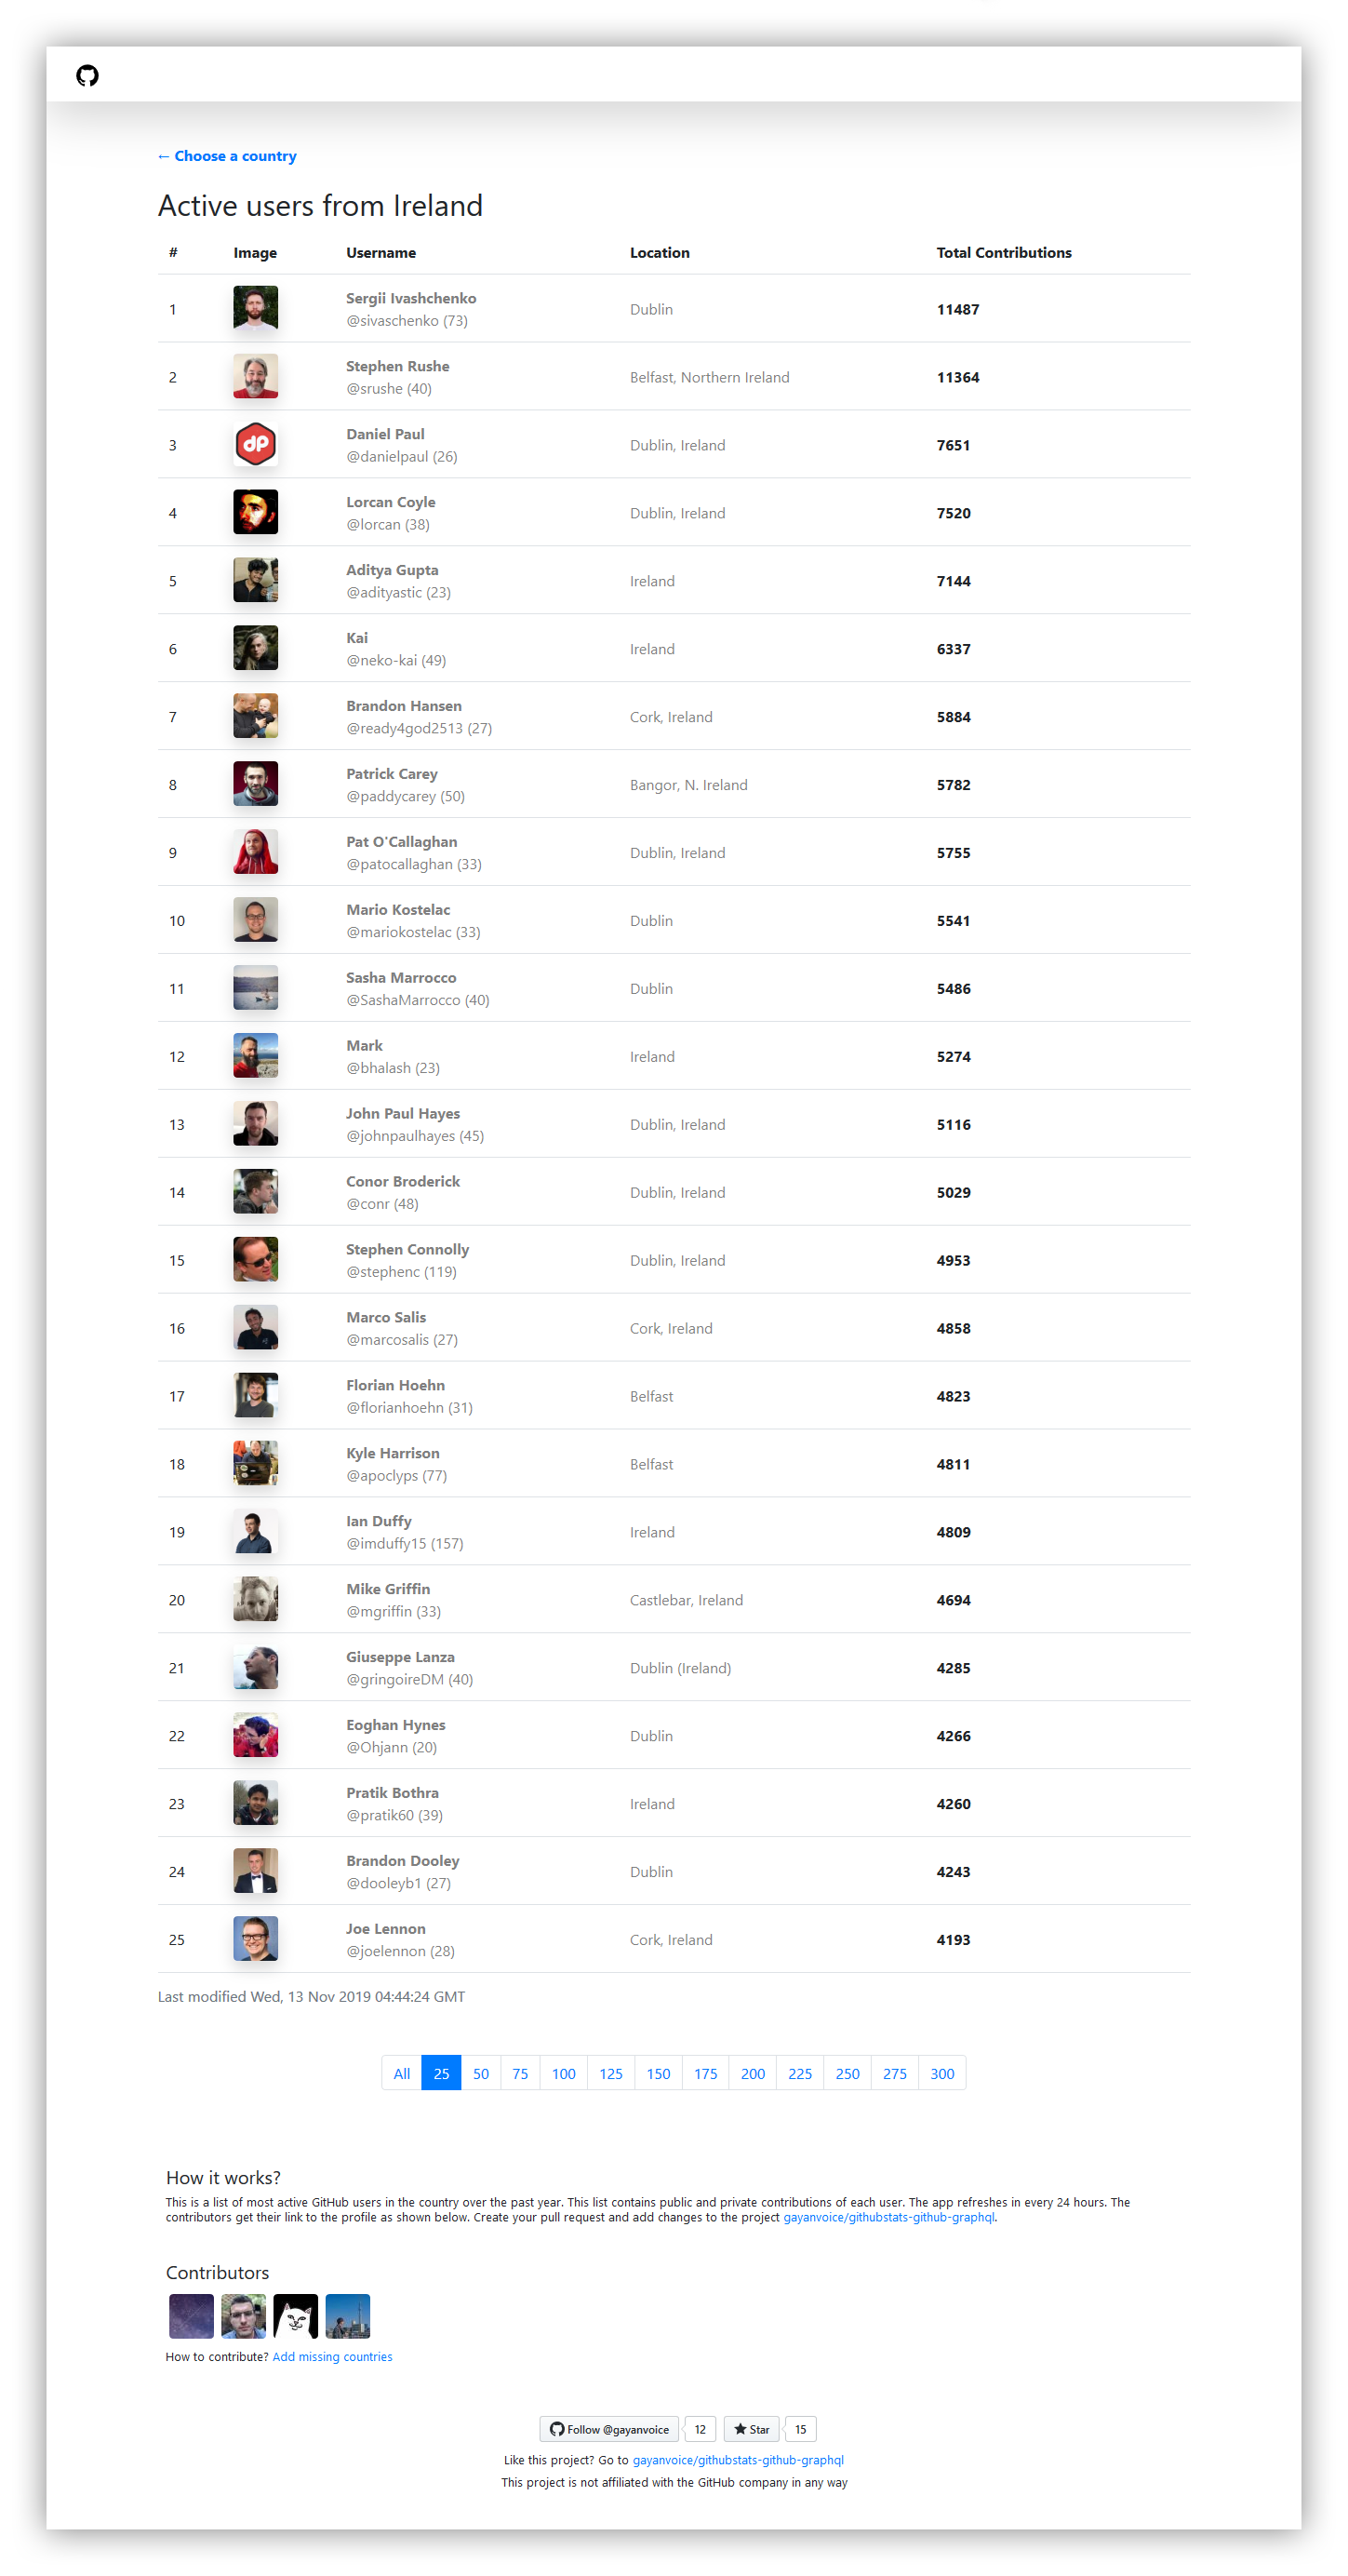 ← Choose a country
Active users from Ireland
# Image Username Location Total Contributions
1 Sergii Ivashchenko Dublin 11487
@sivaschenko (73)
2 Stephen Rushe Belfast, Northern Ireland 11364
@srushe (40)
3 dp Daniel Paul Dublin, Ireland 7651
@danielpaul (26)
4 Lorcan Coyle Dublin, Ireland 7520
@lorcan (38)
5 Aditya Gupta Ireland 7144
@adityastic (23)
6 Kai Ireland 6337
@neko-kai (49)
7 Brandon Hansen Cork, Ireland 5884
@ready4god2513 (27)
8 Patrick Carey Bangor, N. Ireland 5782
@paddycarey (50)
9 Pat O'Callaghan Dublin, Ireland 5755
@patocallaghan (33)
10 Mario Kostelac Dublin 5541
@mariokostelac (33)
11 Sasha Marrocco Dublin 5486
@SashaMarrocco (40)
12 Mark Ireland 5274
@bhalash (23)
13 John Paul Hayes Dublin, Ireland 5116
@johnpaulhayes (45)
14 Conor Broderick Dublin, Ireland 5029
@conr (48)
15 Stephen Connolly Dublin, Ireland 4953
@stephenc (119)
16 Marco Salis Cork, Ireland 4858
@marcosalis (27)
17 Florian Hoehn Belfast 4823
@florianhoehn (31)
18 Kyle Harrison Belfast 4811
@apoclyps (77)
19 Ian Duffy Ireland 4809
@imduffy15 (157)
20 Mike Griffin Castlebar, Ireland 4694
@mgriffin (33)
21 Giuseppe Lanza Dublin (Ireland) 4285
@gringoireDM (40)
22 Eoghan Hynes Dublin 4266
@Ohjann (20)
23 Pratik Bothra Ireland 4260
@pratik60 (39)
24 Brandon Dooley Dublin 4243
@dooleyb1 (27)
25 Joe Lennon Cork, Ireland 4193
@joelennon (28)
Last modified Wed, 13 Nov 2019 04:44:24 GMT
All 25 50 75 100 125 150 175 200 225 250 275 300
How it works?
This is a list of most active GitHub users in the country over the past year. This list contains public and private contributions of each user. The app refreshes in every 24 hours. The
contributors get their link to the profile as shown below. Create your pull request and add changes to the project gayanvoice/githubstats-github-graphql.
Contributors
How to contribute? Add missing countries
Follow @gayanvoice 12 Star 15
Like this project? Go to gayanvoice/githubstats-github-graphql
This project is not affiliated with the GitHub company in any way